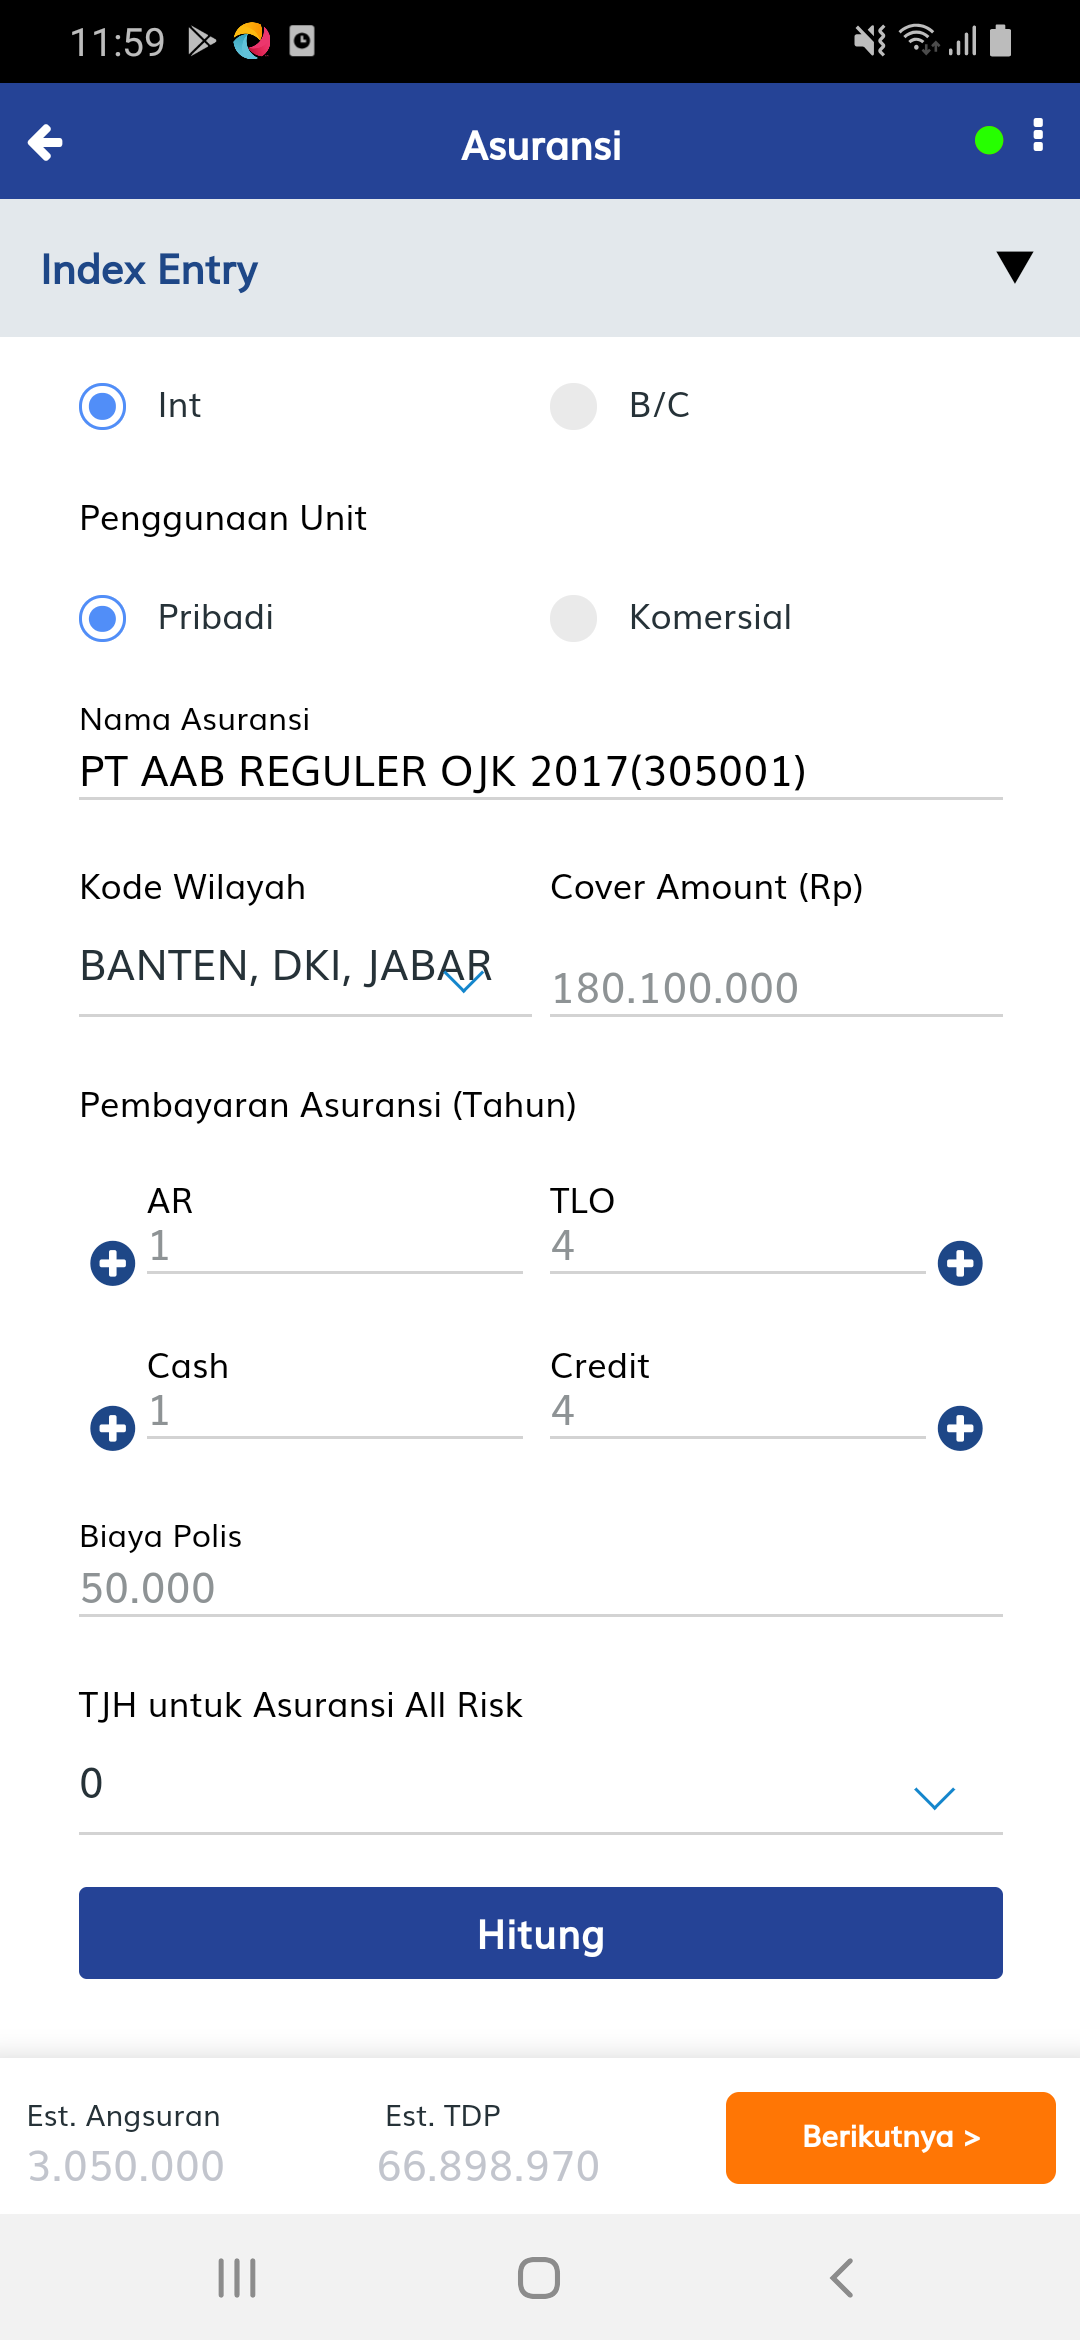 11:59
Asuransi
Index Entry
Int B/C
Penggunaan Unit
Pribadi Komersial
Nama Asuransi
PT AAB REGULER OJK 2017(305001)
Kode Wilayah Cover Amount (Rp)
BANTEN, DKI, JABAR 180.100.000
Pembayaran Asuransi (Tahun)
AR TLO
1 4
Cash Credit
1 4
Biaya Polis
50.000
TJH untuk Asuransi All Risk
0
Hitung
Est. Angsuran Est. TDP
3.050.000 66.898.970
Berikutnya >